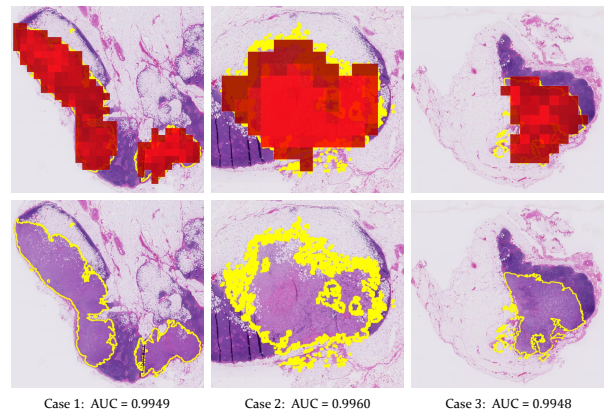 Case 1: AUC = 0.9949
Case 2: AUC = 0.9960
Case 3: AUC = 0.9948